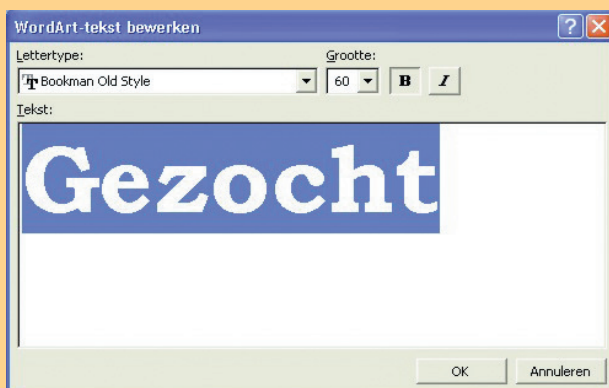 WordArt-tekst bewerken
Lettertype: Grootte:
Bookman Old Style 60 B I
Tekst:
Gezocht
OK Annuleren